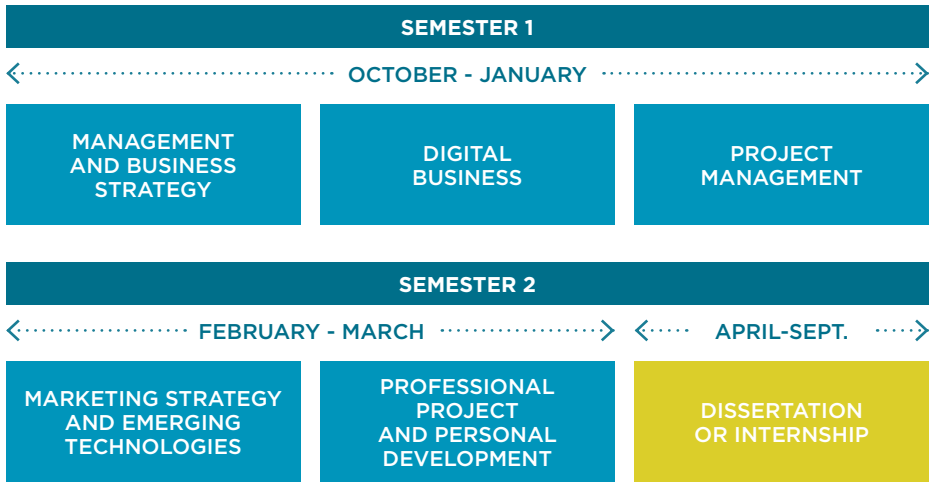 SEMESTER 1
OCTOBER - JANUARY
MANAGEMENT
AND BUSINESS
STRATEGY
DIGITAL
BUSINESS
PROJECT
MANAGEMENT
SEMESTER 2
FEBRUARY - MARCH
APRIL-SEPT.
MARKETING STRATEGY
AND EMERGING
TECHNOLOGIES
PROFESSIONAL
PROJECT
AND PERSONAL
DEVELOPMENT
DISSERTATION
OR INTERNSHIP